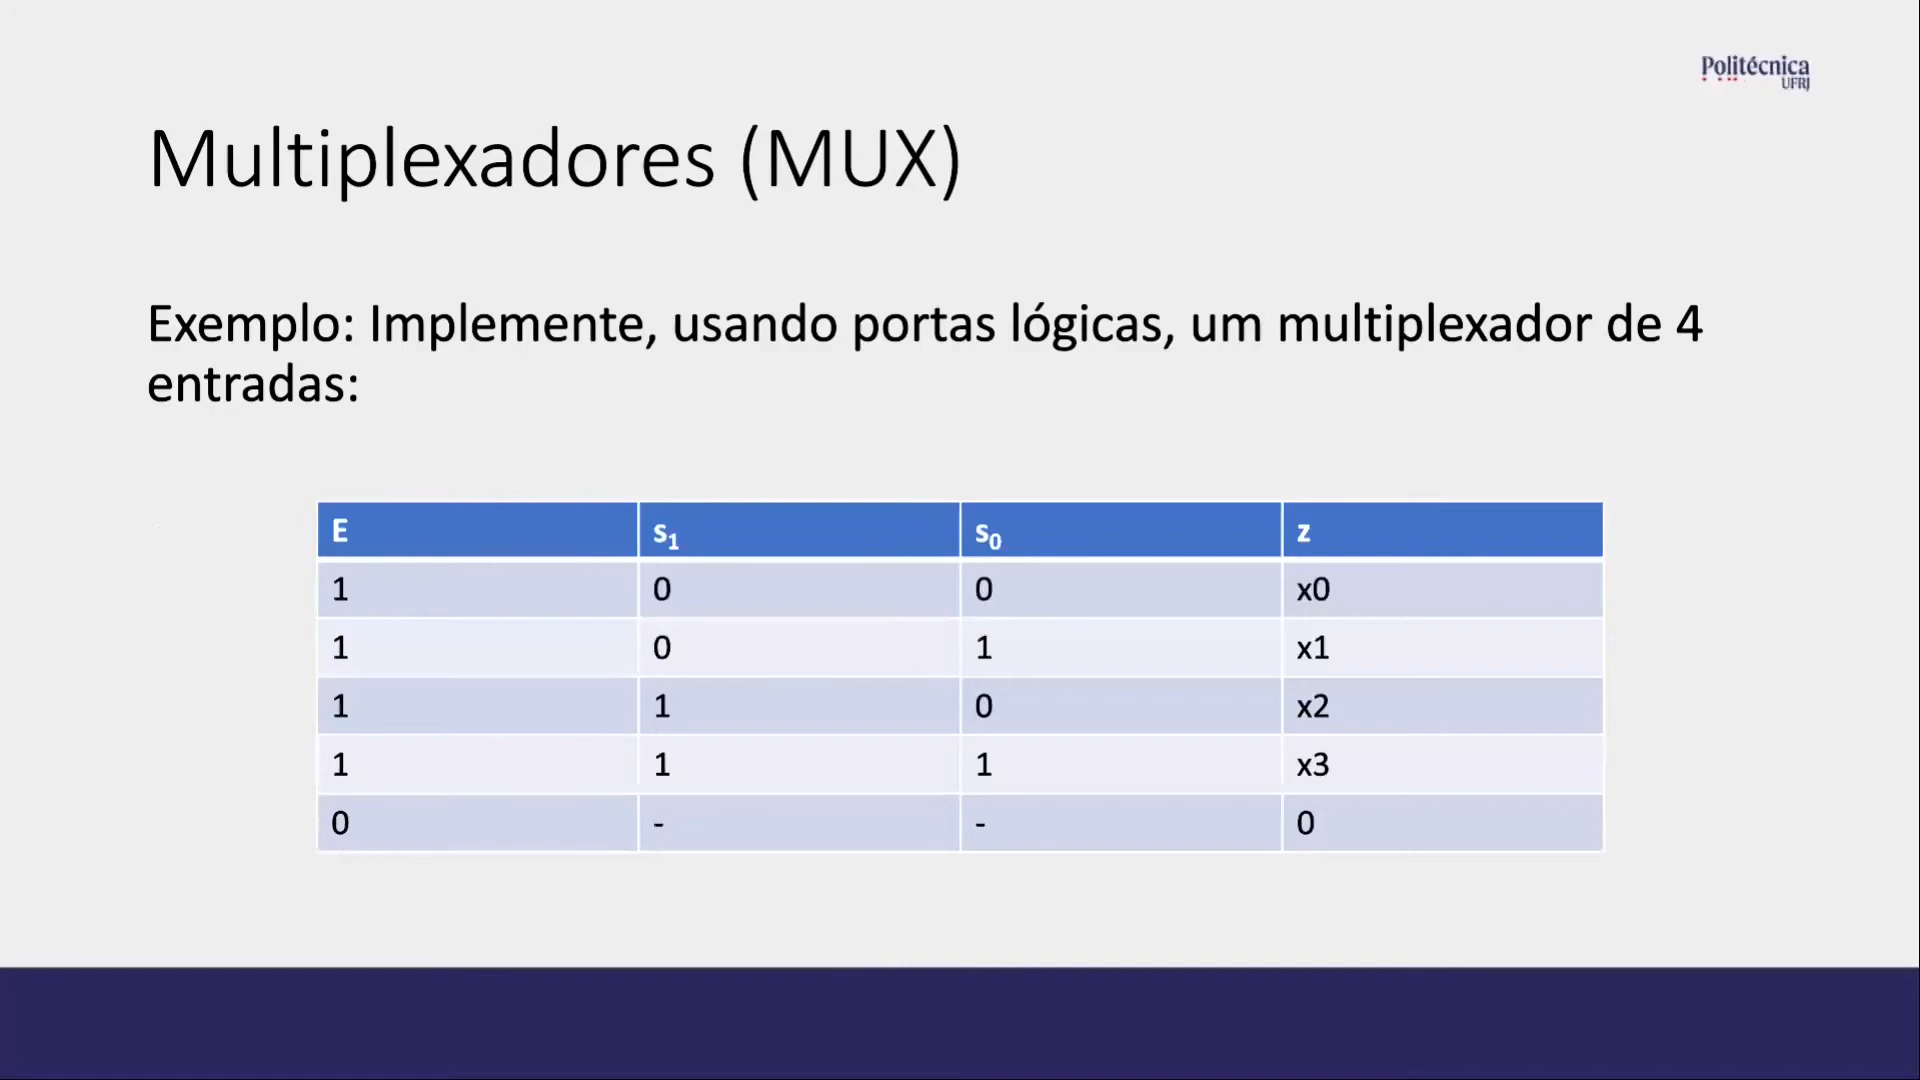 Politécnica
UFRJ
Multiplexadores (MUX)
Exemplo: Implemente, usando portas lógicas, um multiplexador de 4
entradas:
E s₁ s₀ z
1 0 0 x0
1 0 1 x1
1 1 0 x2
1 1 1 x3
0 - - 0